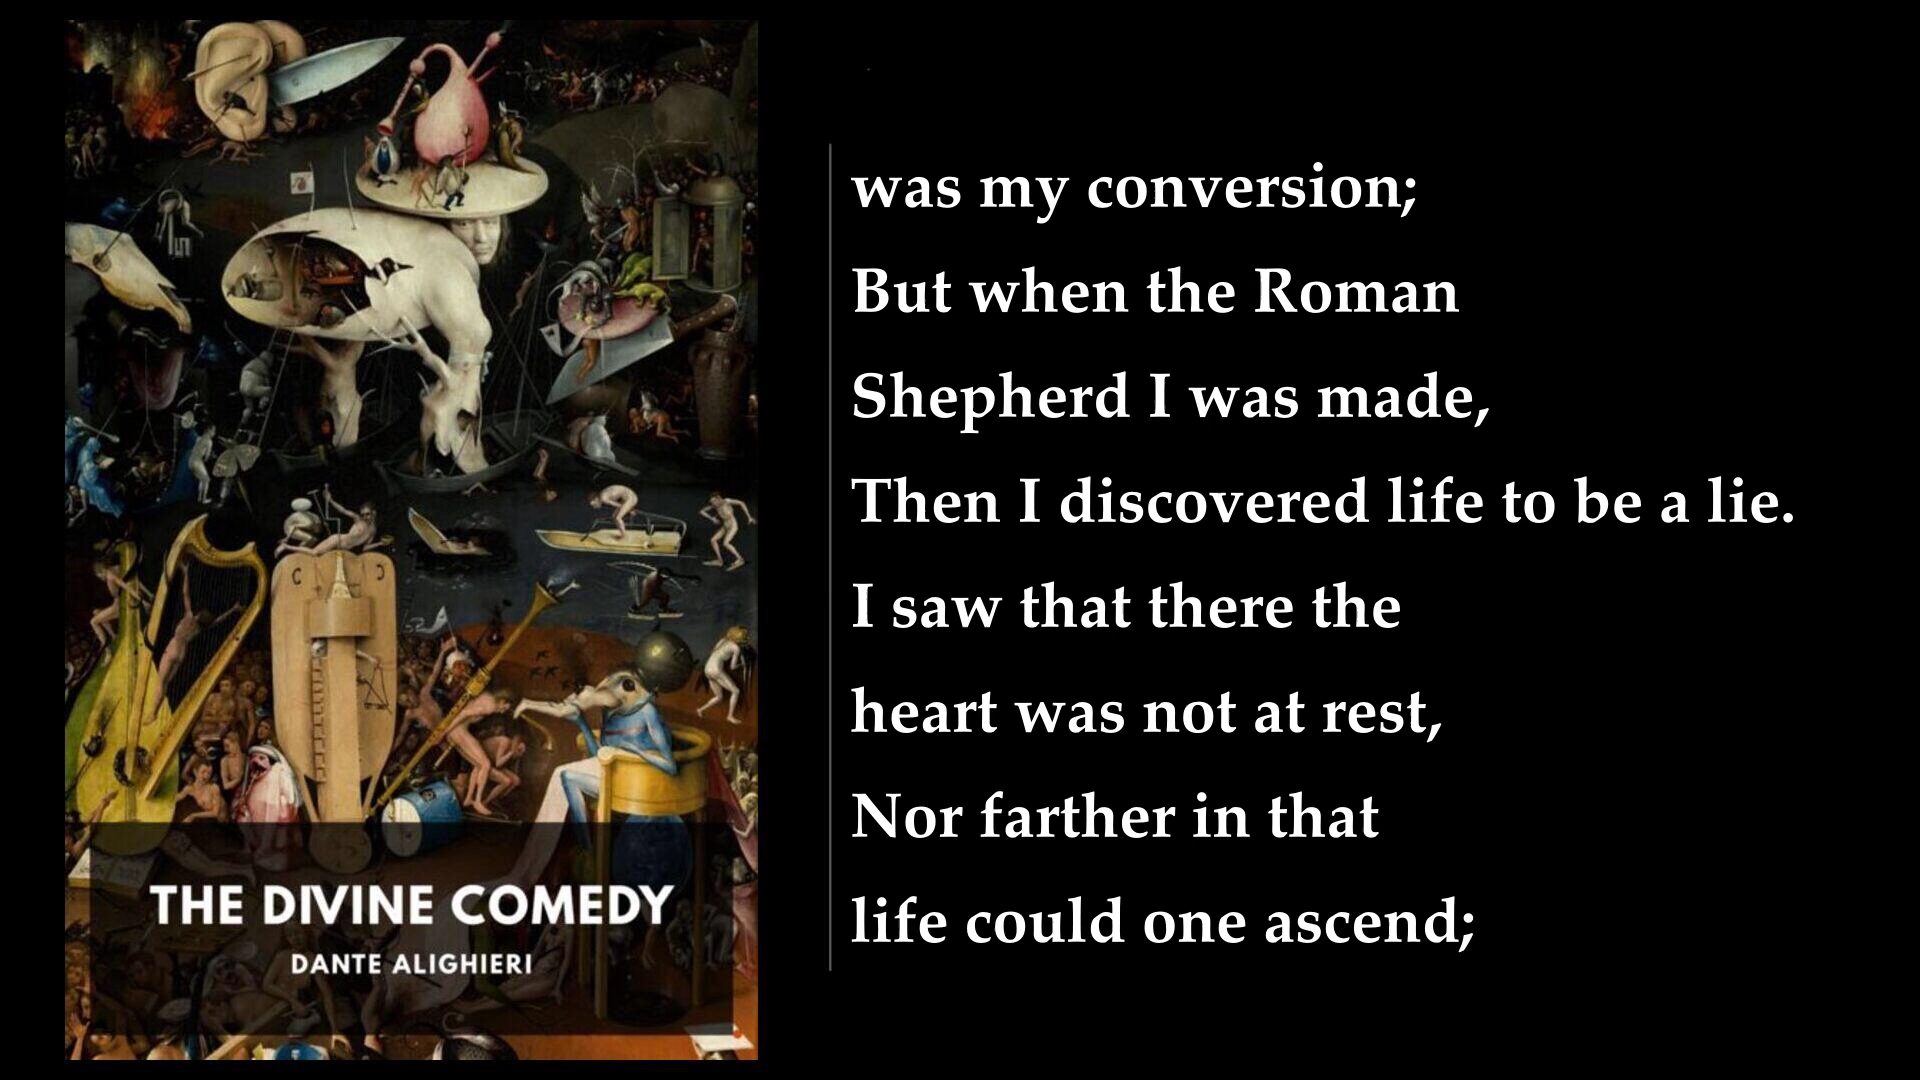 THE DIVINE COMEDY
DANTE ALIGHIERI
was my conversion;
But when the Roman
Shepherd I was made,
Then I discovered life to be a lie.
I saw that there the
heart was not at rest,
Nor farther in that
life could one ascend;